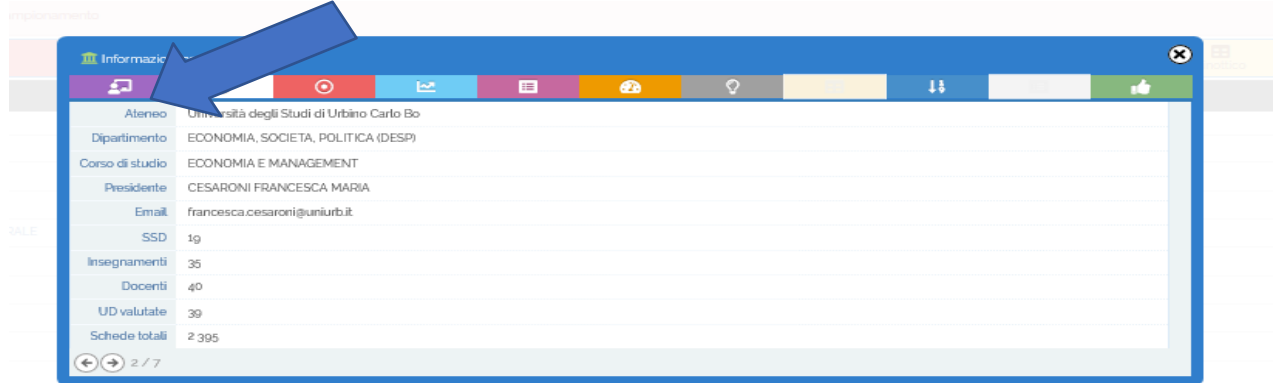 Informazio
Ateneo Università degli Studi di Urbino Carlo Bo
Dipartimento ECONOMIA, SOCIETA, POLITICA (DESP)
Corso di studio ECONOMIA E MANAGEMENT
Presidente CESARONI FRANCESCA MARIA
Email francesca.cesaroni@uniurb.it
SSD 19
Insegnamenti 35
Docenti 40
UD valutate 39
Schede totali 2 395
2 / 7